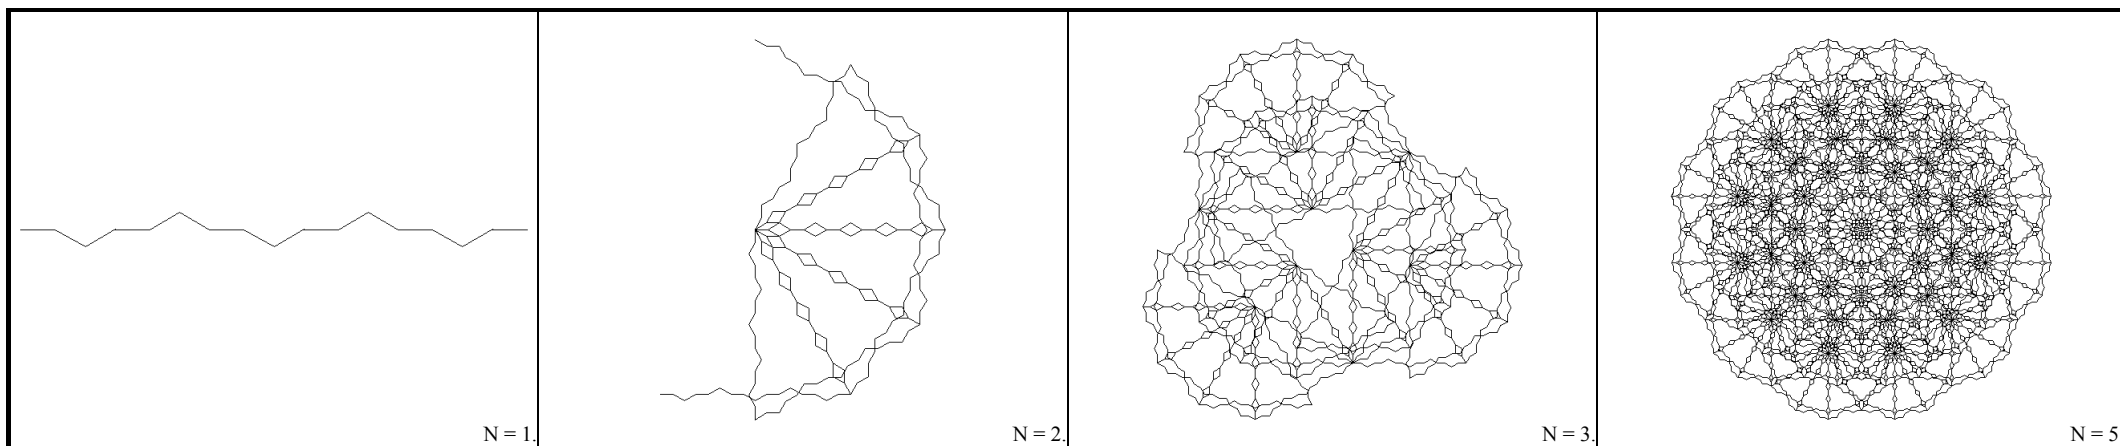 N = 1.
N = 2.
N = 3.
N = 5